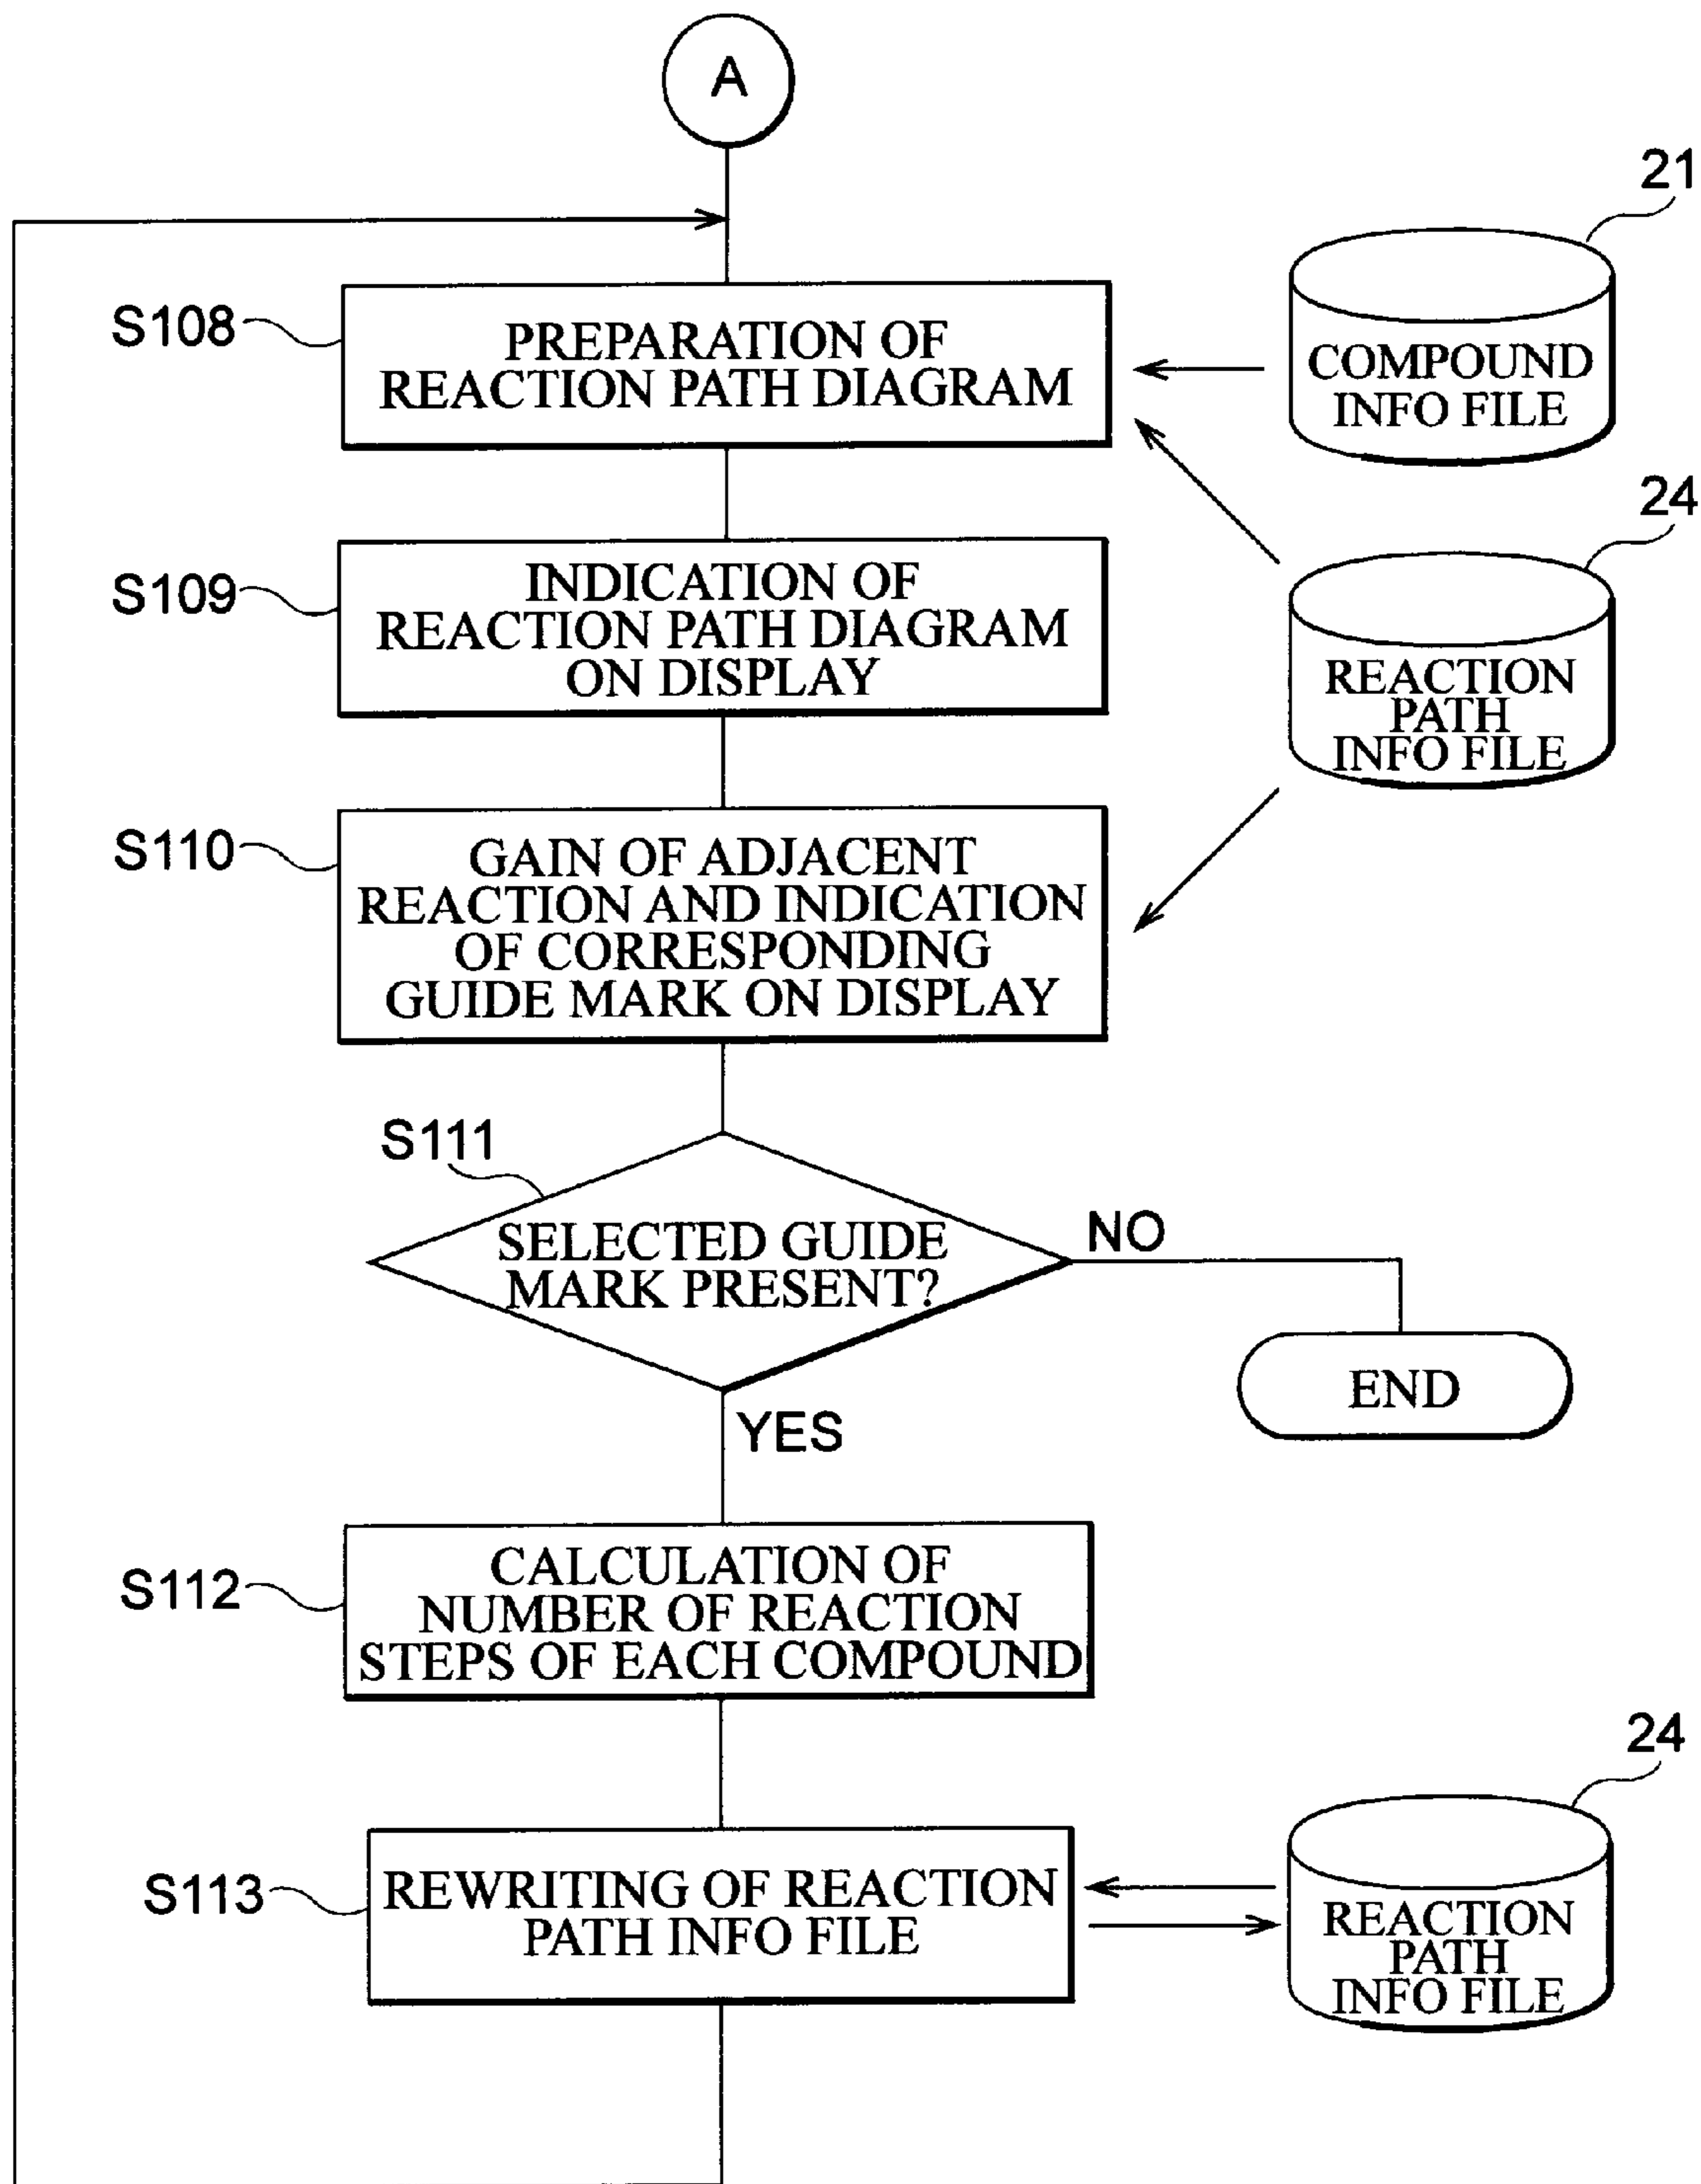 A
21
S108
PREPARATION OF
REACTION PATH DIAGRAM
COMPOUND
INFO FILE
24
S109
INDICATION OF
REACTION PATH DIAGRAM
ON DISPLAY
REACTION
PATH
INFO FILE
S110
GAIN OF ADJACENT
REACTION AND INDICATION
OF CORRESPONDING
GUIDE MARK ON DISPLAY
S111
SELECTED GUIDE
MARK PRESENT?
NO
END
YES
S112
CALCULATION OF
NUMBER OF REACTION
STEPS OF EACH COMPOUND
24
S113
REWRITING OF REACTION
PATH INFO FILE
REACTION
PATH
INFO FILE